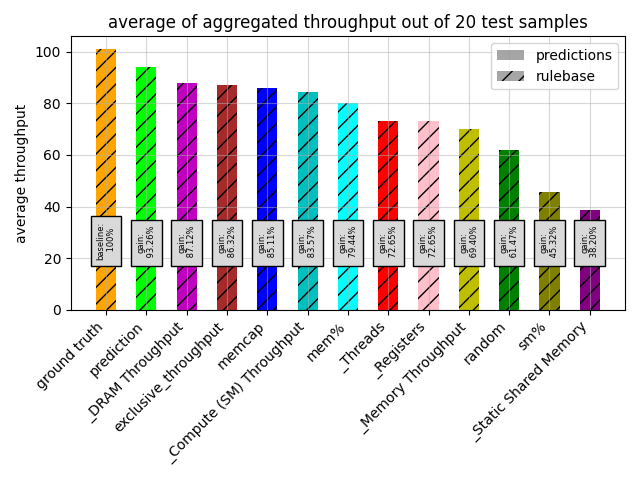 average of aggregated throughput out of 20 test samples
average throughput
100
80
60
40
20
0
predictions
rulebase
baseline:
100%
gain:
93.26%
gain:
87.12%
gain:
86.32%
gain:
85.11%
gain:
83.57%
gain:
79.44%
gain:
72.65%
gain:
72.65%
gain:
69.40%
gain:
61.47%
gain:
45.32%
gain:
38.20%
ground truth
prediction
_DRAM Throughput
exclusive_throughput
memcap
_Compute (SM) Throughput
mem%
_Threads
_Registers
_Memory Throughput
random
sm%
_Static Shared Memory